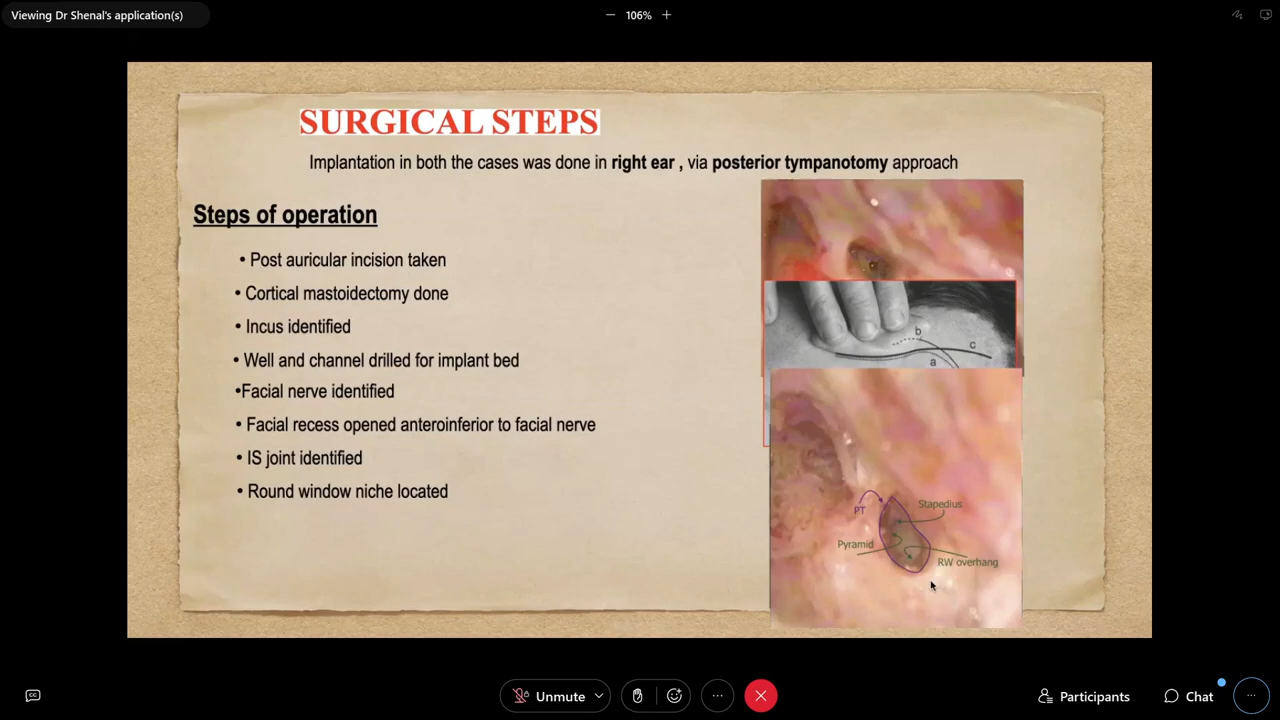 Viewing Dr Shenal's application(s)
106%
SURGICAL STEPS
Implantation in both the cases was done in right ear , via posterior tympanotomy approach
Steps of operation
• Post auricular incision taken
• Cortical mastoidectomy done
• Incus identified
• Well and channel drilled for implant bed
•Facial nerve identified
• Facial recess opened anteroinferior to facial nerve
• IS joint identified
• Round window niche located
b
c
a
PT
Stapedius
Pyramid
RW overhang
CC
Unmute
Participants
Chat